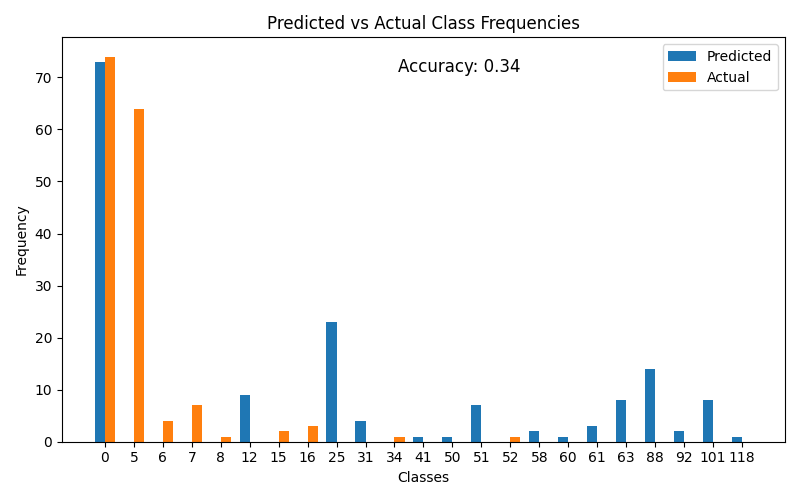 Predicted vs Actual Class Frequencies
Accuracy: 0.34
Predicted
Actual
Frequency
70
60
50
40
30
20
10
0
0 5 6 7 8 12 15 16 25 31 34 41 50 51 52 58 60 61 63 88 92 101 118
Classes